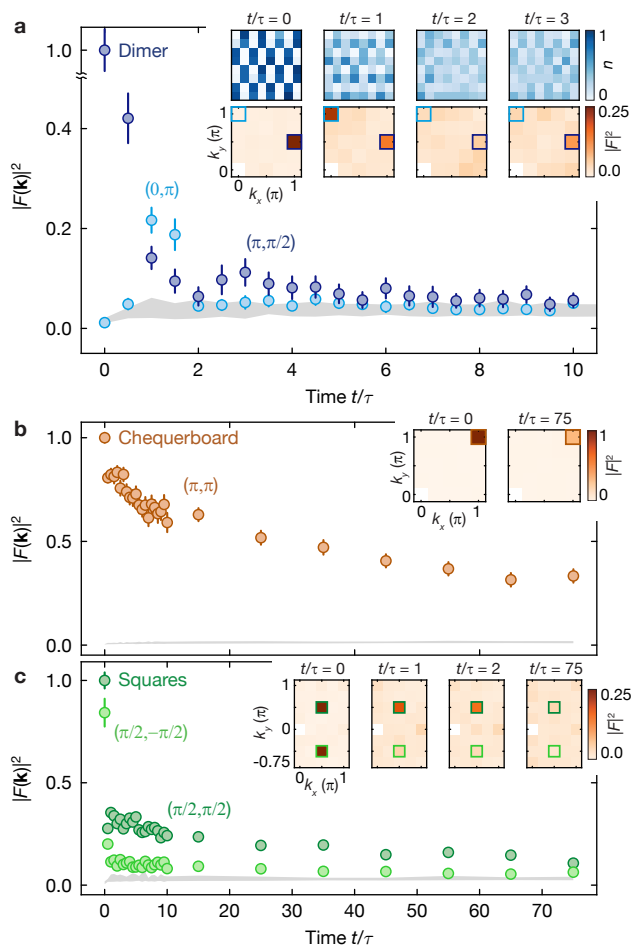 a
t/τ = 0 t/τ = 1 t/τ = 2 t/τ = 3
1.0
Dimer
1
n
0
0.4
1
k_y (π)
0
0.25
|F|²
0
0 1
k_x (π)
|F(k)|²
(0,π)
0.2
(π,π/2)
0.0
0 2 4 6 8 10
Time t/τ
b
t/τ = 0 t/τ = 75
1.0
Chequerboard
1
k_y (π)
0
1
|F|²
0
0 1
k_x (π)
(π,π)
|F(k)|²
0.5
0.0
c
t/τ = 0 t/τ = 1 t/τ = 2 t/τ = 75
1.0
Squares
1
k_y (π)
0
-0.75
0.25
|F|²
0
0 1
k_x (π)
(π/2,−π/2)
|F(k)|²
0.5
(π/2,π/2)
0.0
0 10 20 30 40 50 60 70
Time t/τ